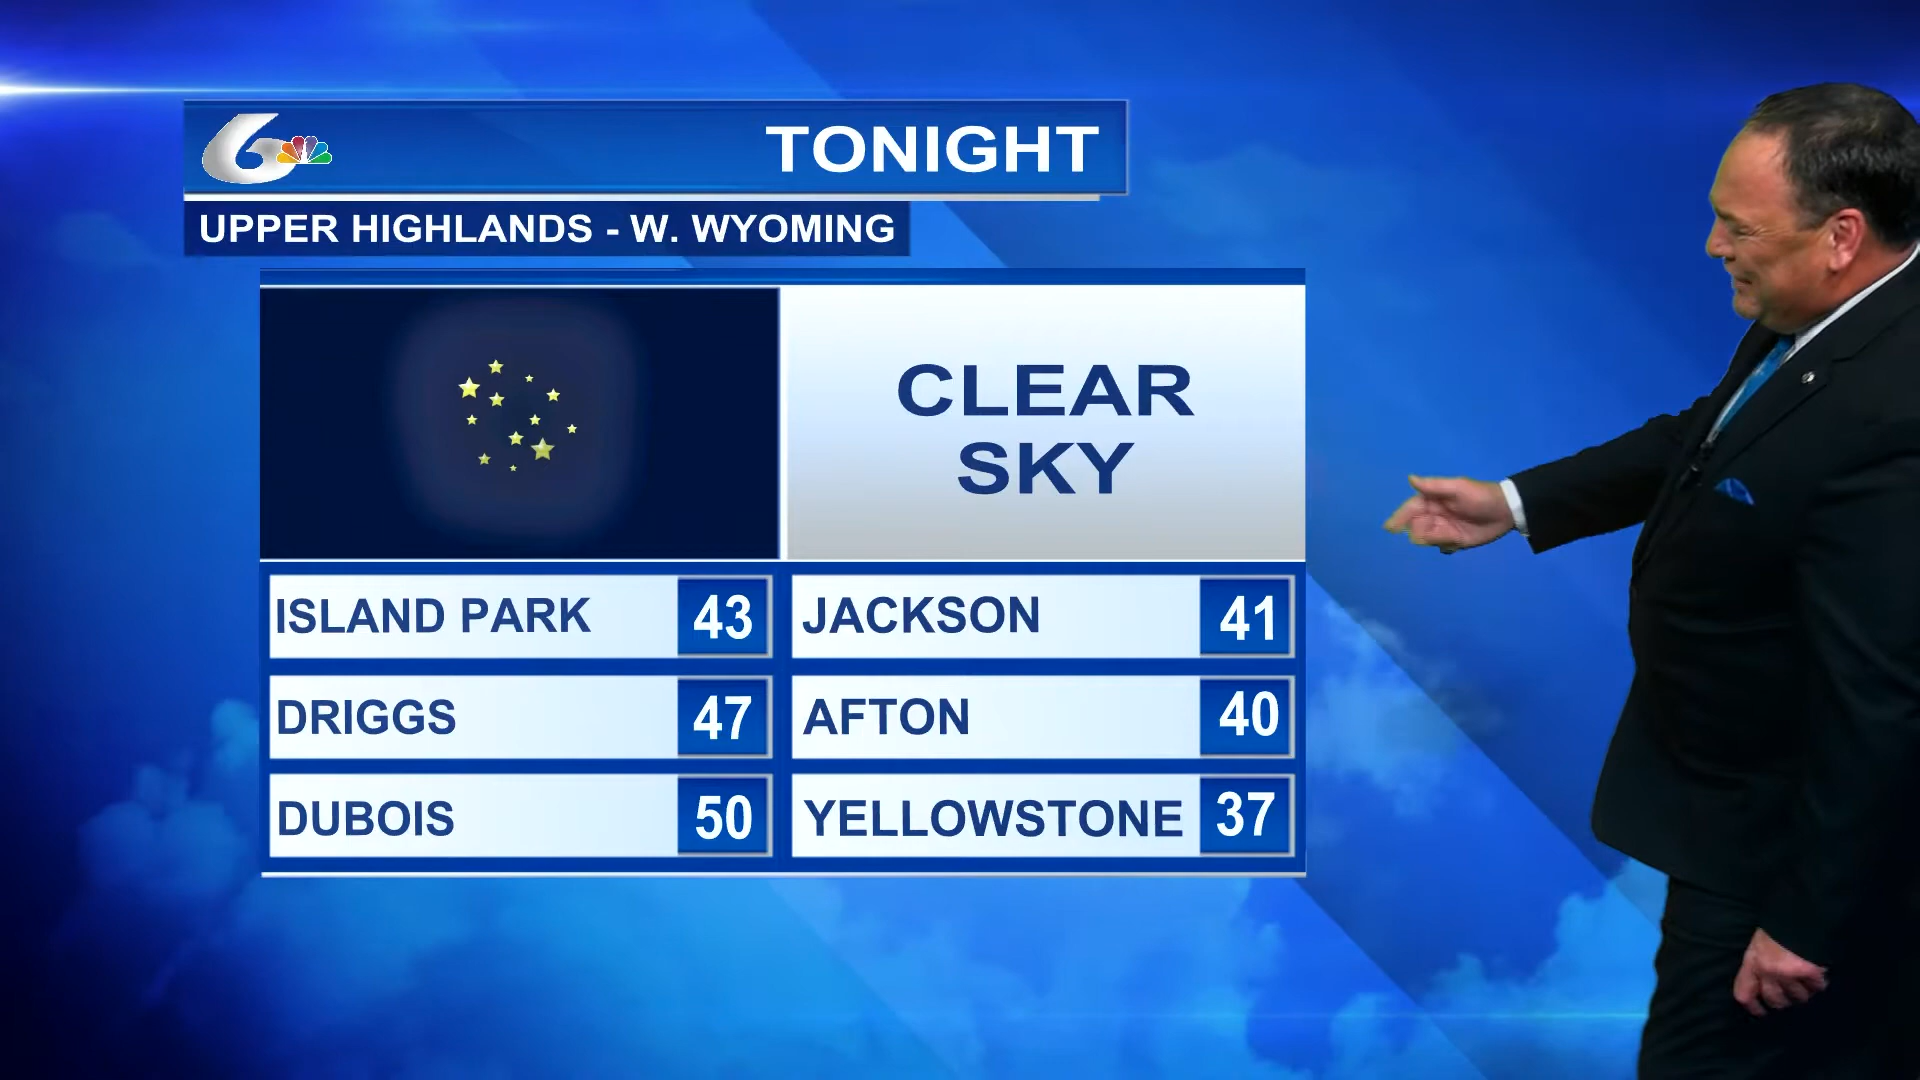 6
TONIGHT
UPPER HIGHLANDS - W. WYOMING
CLEAR
SKY
ISLAND PARK 43
JACKSON 41
DRIGGS 47
AFTON 40
DUBOIS 50
YELLOWSTONE 37